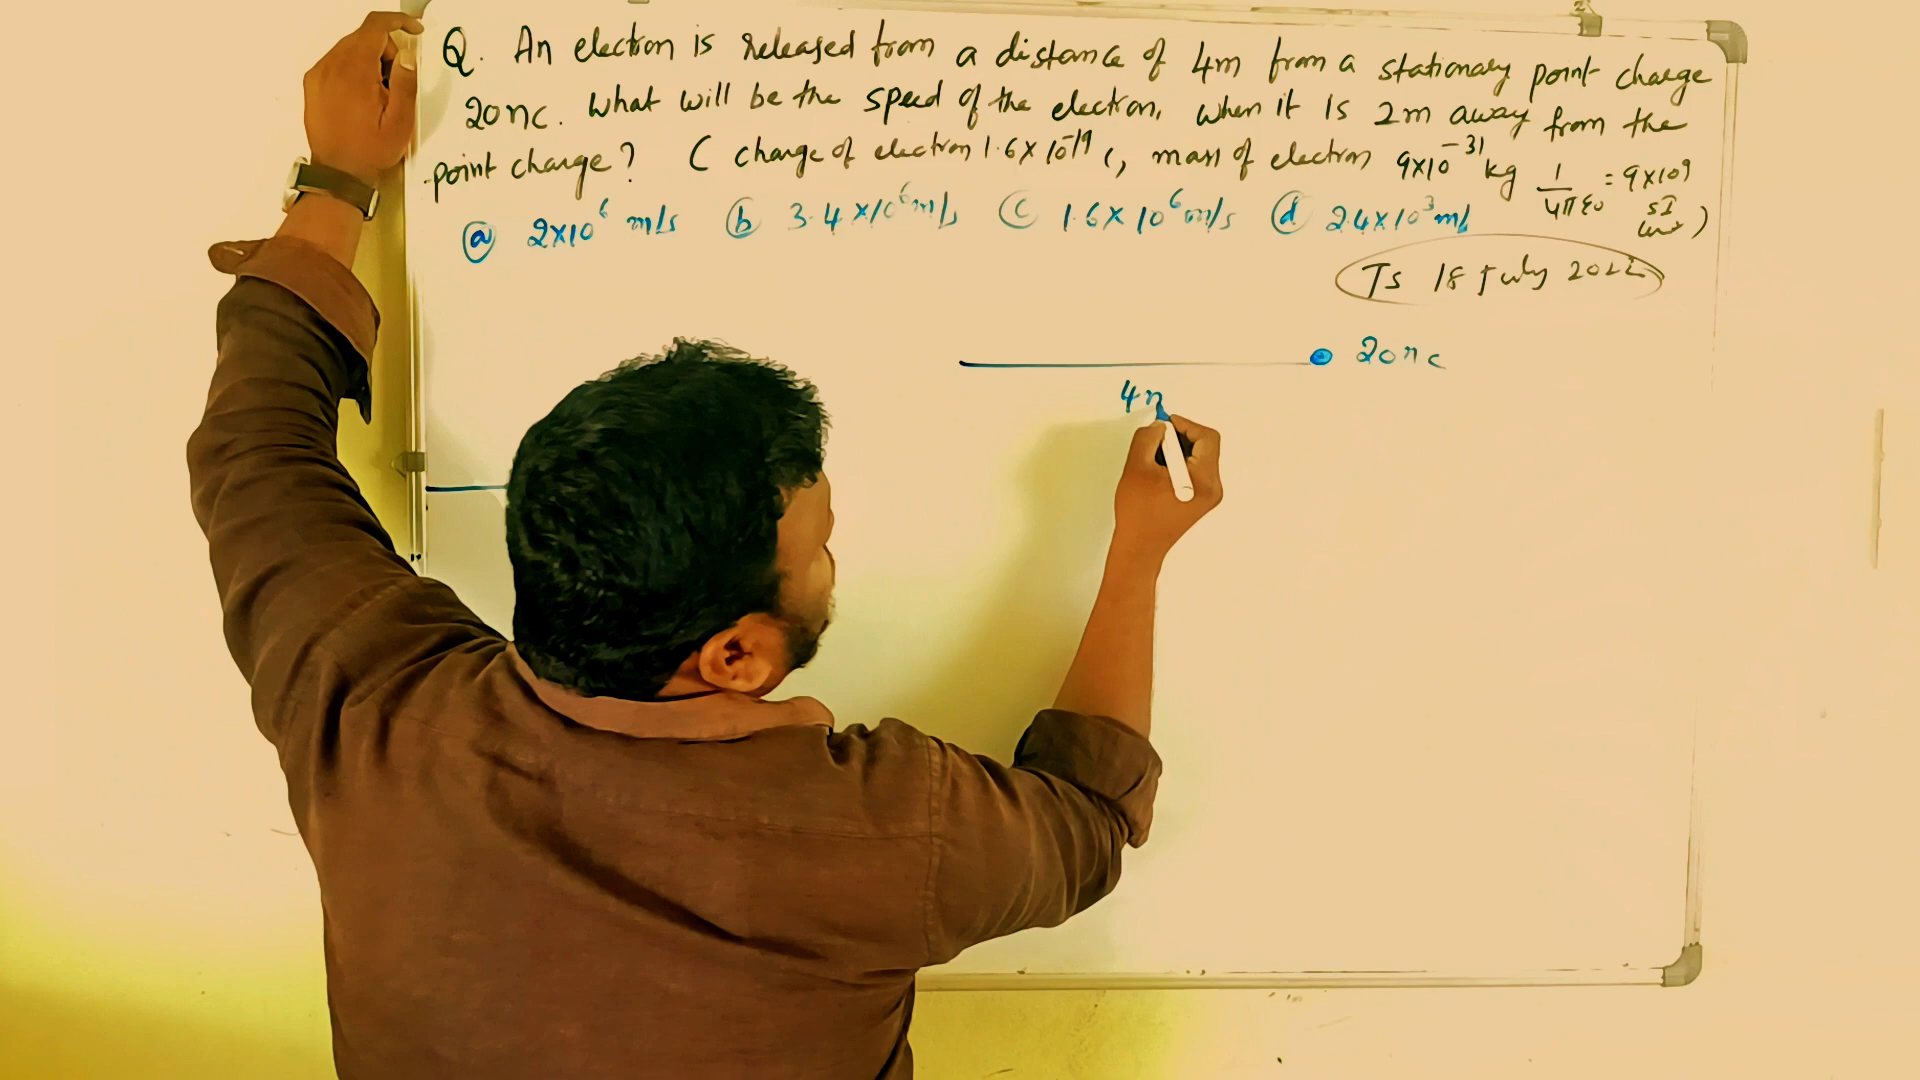 Q. An electron is released from a distance of 4m from a stationary point charge
20nc. What will be the speed of the electron, when it is 2m away from the
point charge? ( charge of electron 1.6×10⁻¹⁹ c, mass of electron 9×10⁻³¹ kg 1/4πε₀ = 9×10⁹ SI
ⓐ 2×10⁶ m/s ⓑ 3.4×10⁶ m/s ⓒ 1.6×10⁶ m/s ⓓ 2.4×10³ m/
TS 18 July 2022
20nc
4